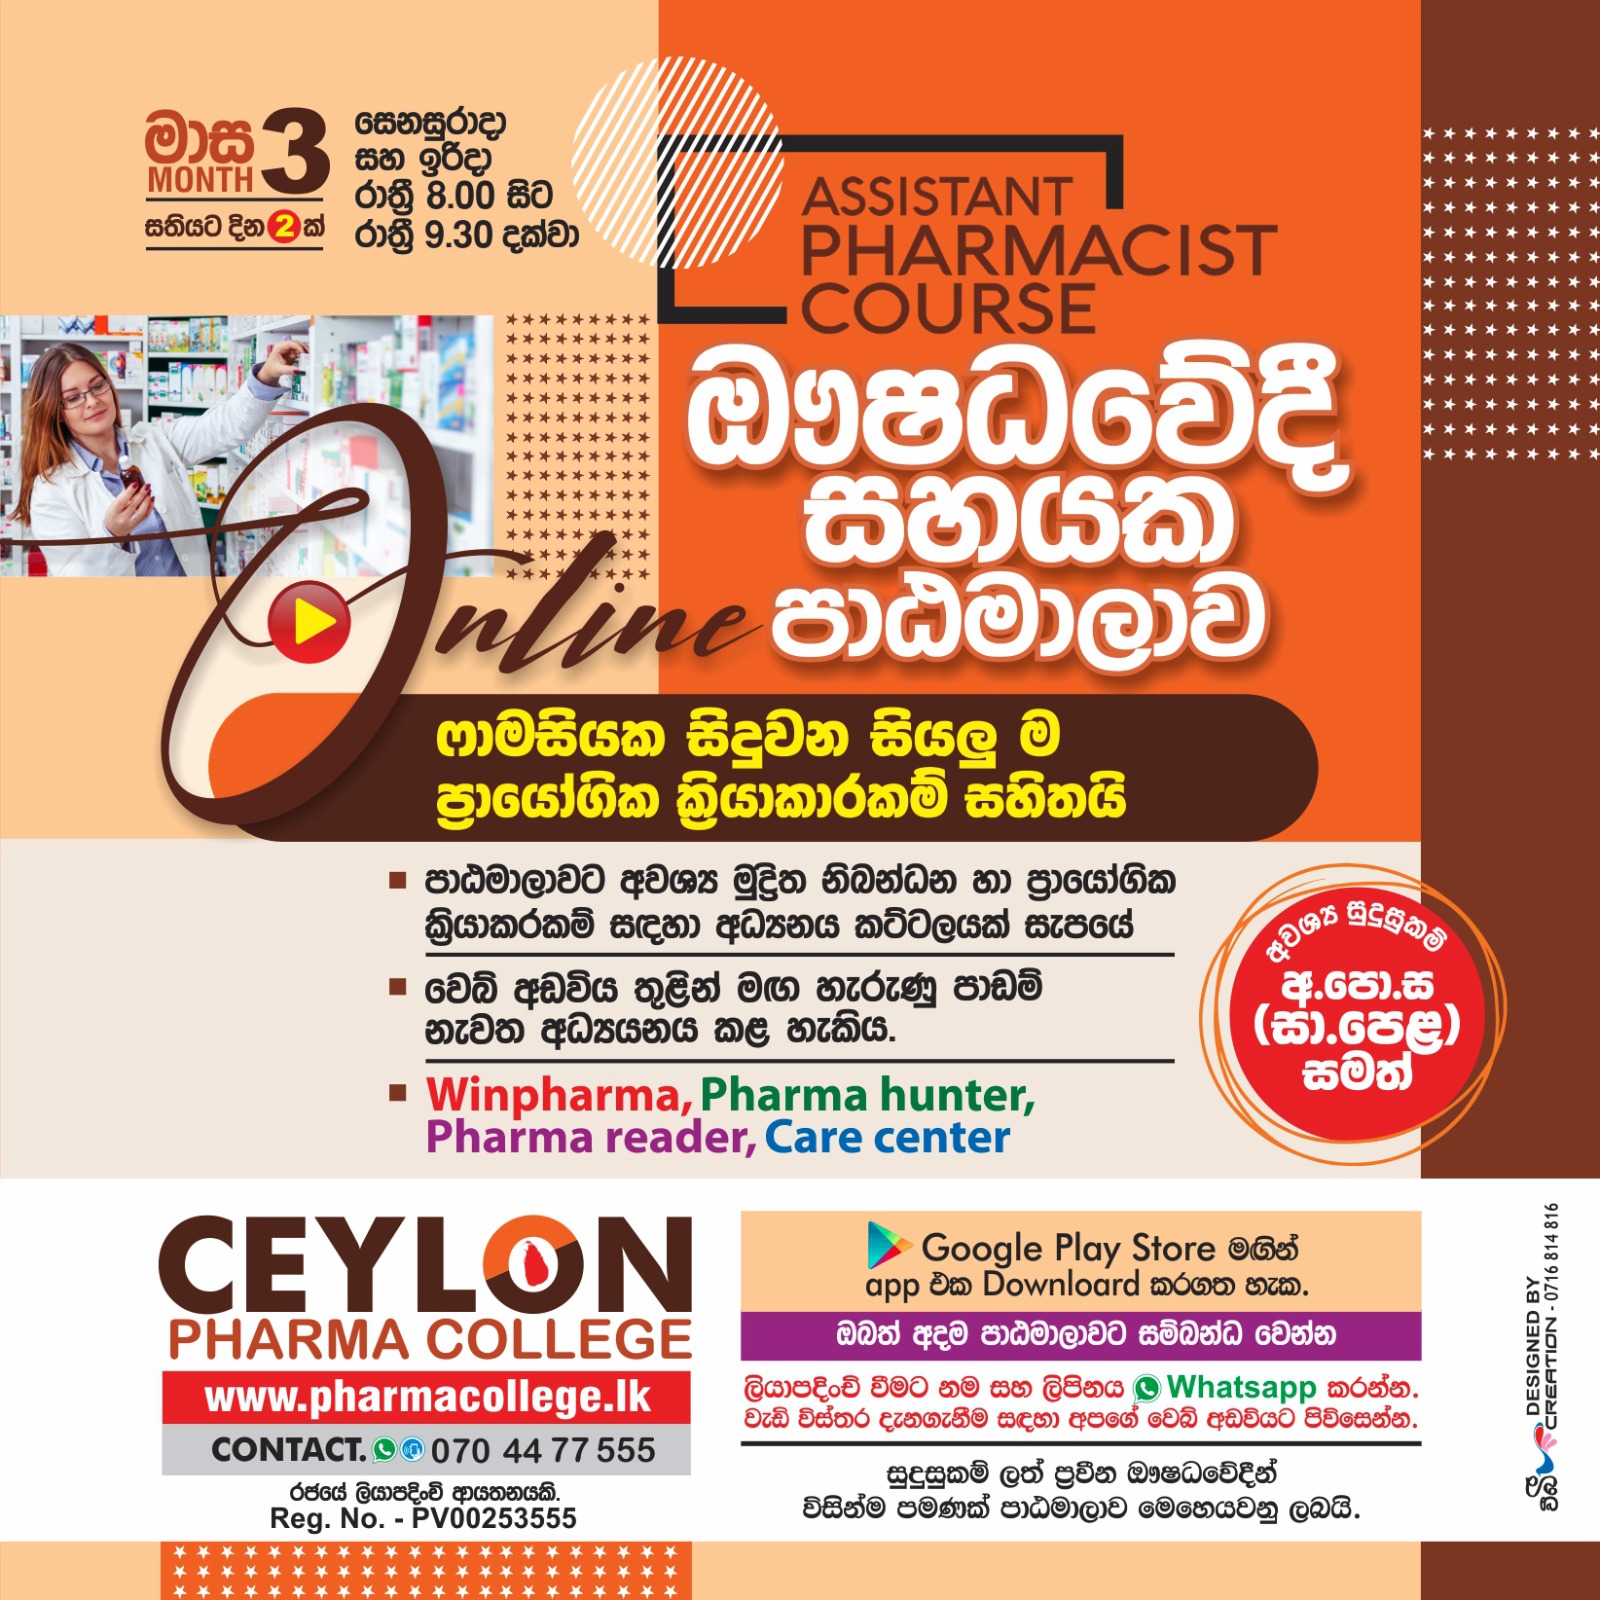 මාස 3
MONTH
සතියට දින 2 ක්
සෙනසුරාදා
සහ ඉරිදා
රාත්‍රී 8.00 සිට
රාත්‍රී 9.30 දක්වා
ASSISTANT
PHARMACIST
COURSE
ඖෂධවේදී
සහයක
Online පාඨමාලාව
ෆාමසියක සිදුවන සියලු ම
ප්‍රායෝගික ක්‍රියාකාරකම් සහිතයි
පාඨමාලාවට අවශ්‍ය මුද්‍රිත නිබන්ධන හා ප්‍රායෝගික
ක්‍රියාකරකම් සඳහා අධ්‍යනය කට්ටලයක් සැපයේ
වෙබ් අඩවිය තුළින් මඟ හැරුණු පාඩම්
නැවත අධ්‍යයනය කළ හැකිය.
Winpharma, Pharma hunter,
Pharma reader, Care center
අවශ්‍ය සුදුසුකම්
අ.පො.ස
(සා.පෙළ)
සමත්
CEYLON
PHARMA COLLEGE
www.pharmacollege.lk
CONTACT. 070 44 77 555
රජයේ ලියාපදිංචි ආයතනයකි.
Reg. No. - PV00253555
Google Play Store මඟින්
app එක Downloard කරගත හැක.
ඔබත් අදම පාඨමාලාවට සම්බන්ධ වෙන්න
ලියාපදිංචි වීමට නම සහ ලිපිනය Whatsapp කරන්න.
වැඩි විස්තර දැනගැනීම සඳහා අපගේ වෙබ් අඩවියට පිවිසෙන්න.
සුදුසුකම් ලත් ප්‍රවීන ඖෂධවේදීන්
විසින්ම පමණක් පාඨමාලාව මෙහෙයවනු ලබයි.
DESIGNED BY
CREATION - 0716 814 816